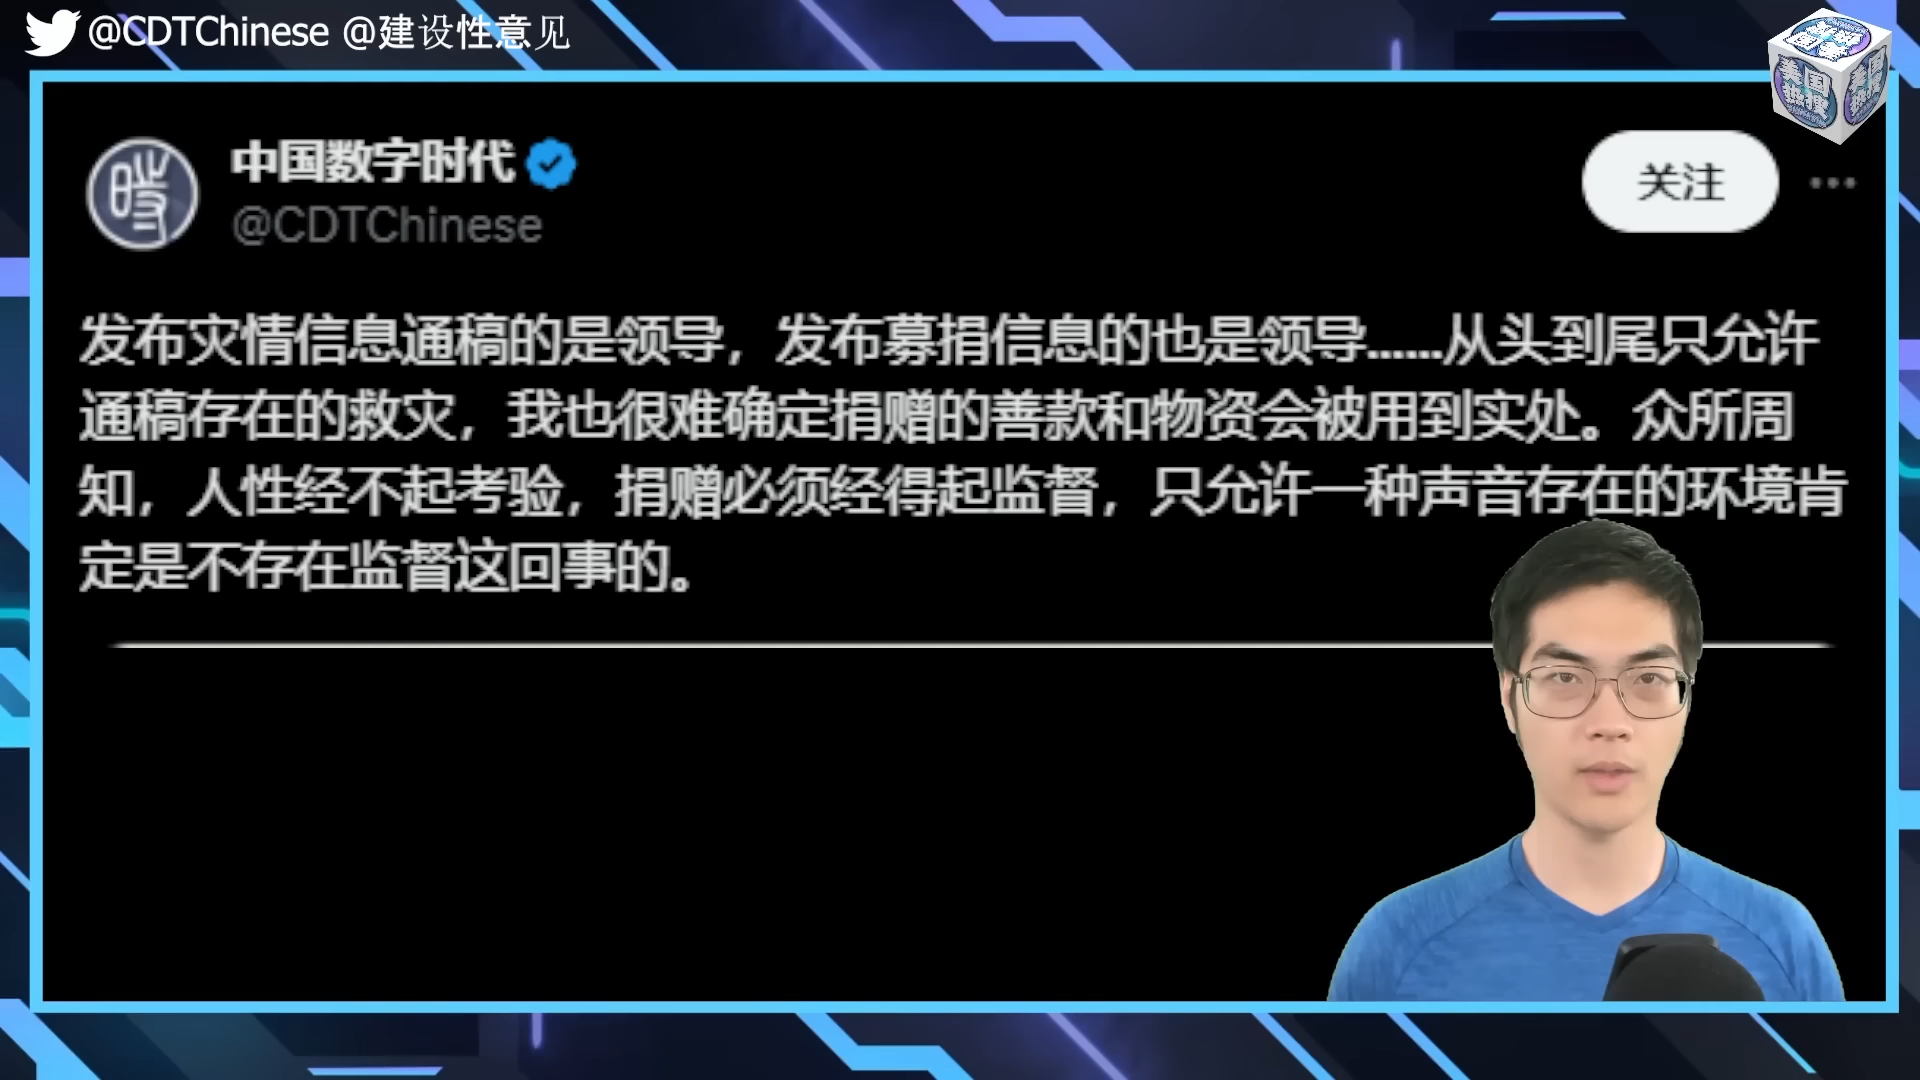 @CDTChinese @建设性意见
美国
热搜
中国数字时代
@CDTChinese
关注
发布灾情信息通稿的是领导，发布募捐信息的也是领导......从头到尾只允许
通稿存在的救灾，我也很难确定捐赠的善款和物资会被用到实处。众所周
知，人性经不起考验，捐赠必须经得起监督，只允许一种声音存在的环境肯
定是不存在监督这回事的。